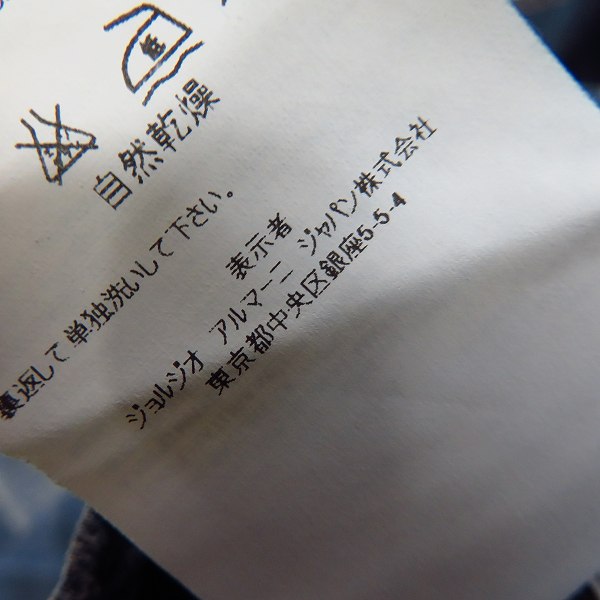 低
自然乾燥
裏返して単独洗いして下さい。
表示者
ジョルジオ アルマーニ ジャパン株式会社
東京都中央区銀座5-5-4